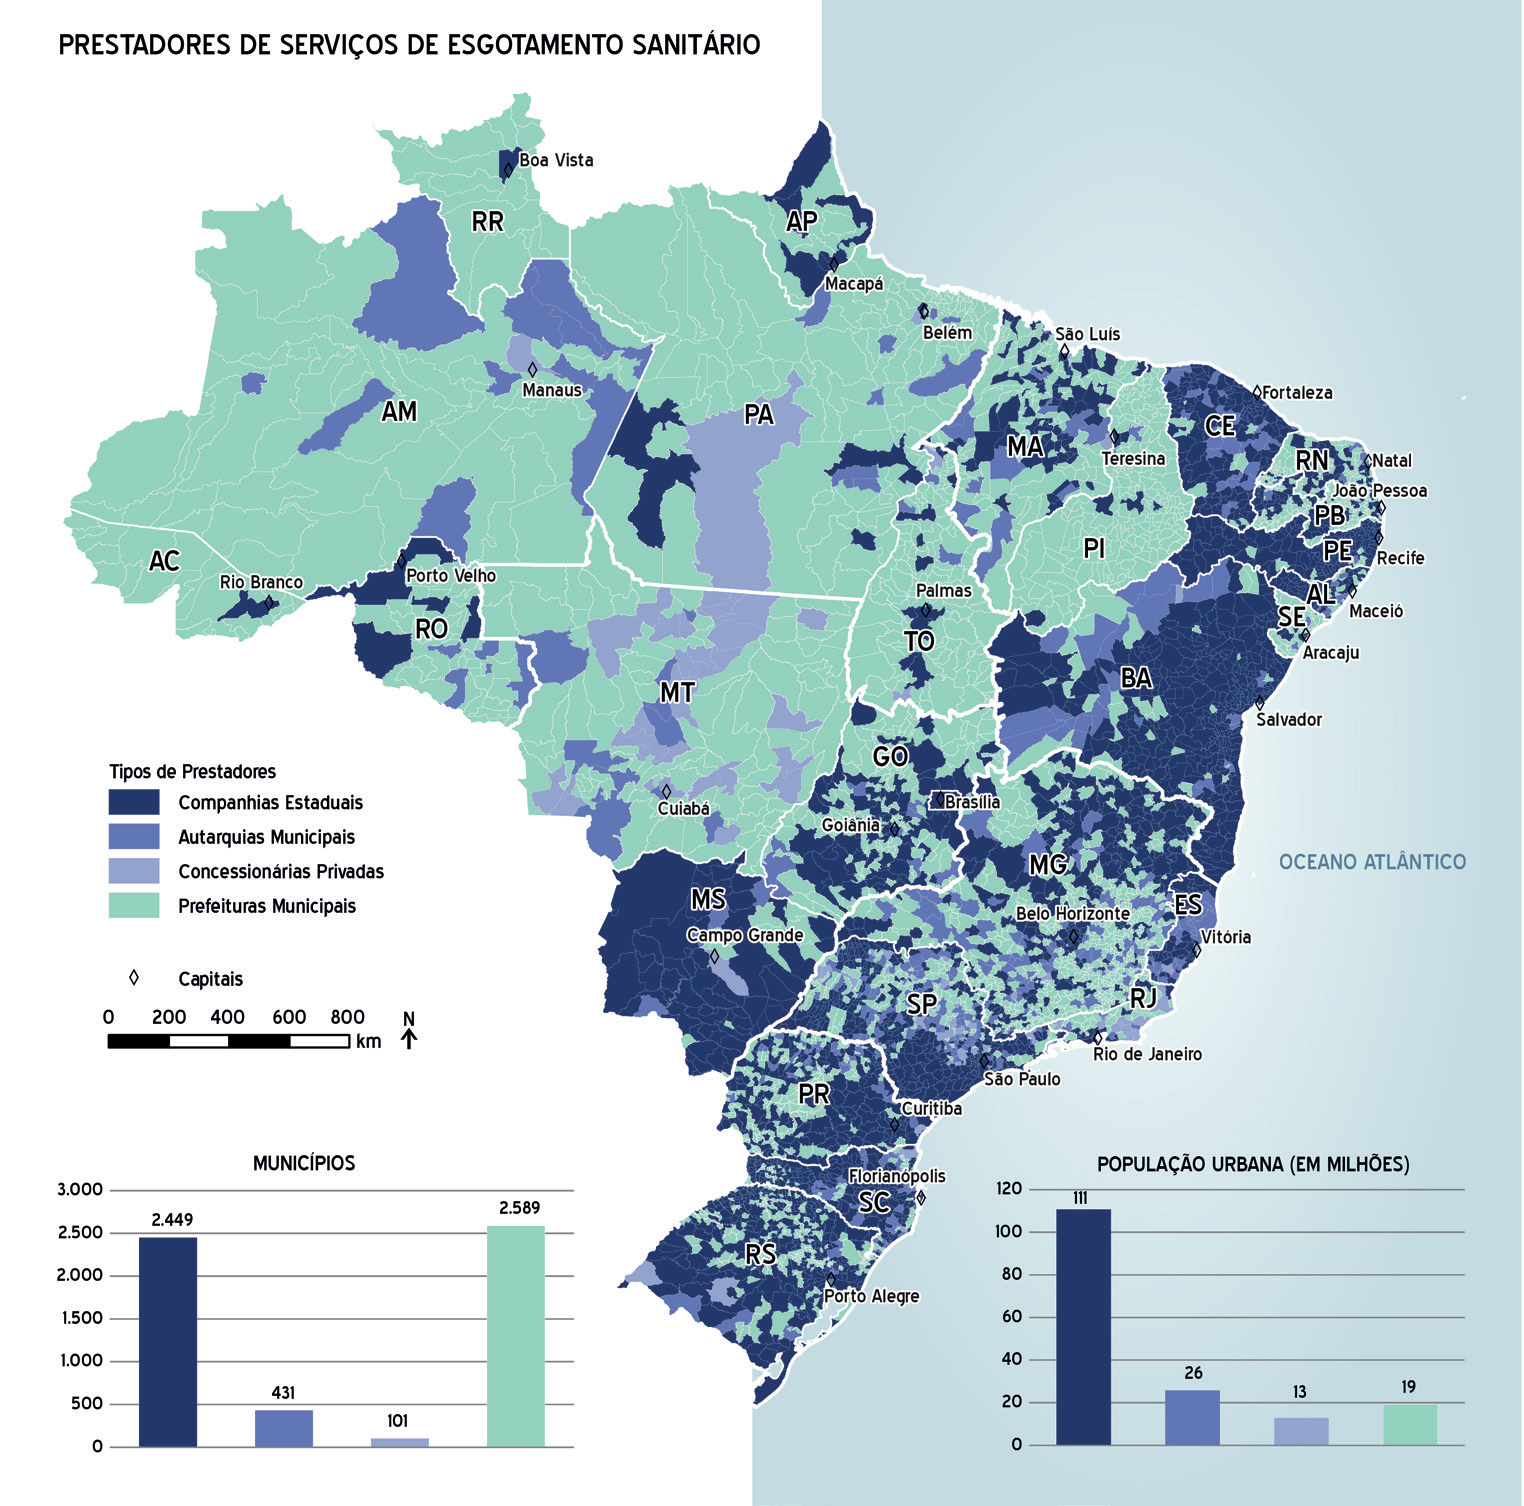 PRESTADORES DE SERVIÇOS DE ESGOTAMENTO SANITÁRIO
Boa Vista
RR
AP
Macapá
Belém
São Luís
Manaus
AM
PA
Fortaleza
CE
MA
Teresina
RN
Natal
João Pessoa
PB
PI
PE
Recife
AC
Rio Branco
Porto Velho
RO
Palmas
TO
AL
Maceió
SE
Aracaju
MT
BA
Salvador
GO
Cuiabá
Brasília
Goiânia
Tipos de Prestadores
Companhias Estaduais
Autarquias Municipais
Concessionárias Privadas
Prefeituras Municipais
Capitais
0 200 400 600 800 km
N
OCEANO ATLÂNTICO
MG
MS
ES
Belo Horizonte
Campo Grande
Vitória
SP
RJ
Rio de Janeiro
São Paulo
PR
Curitiba
Florianópolis
SC
RS
Porto Alegre
MUNICÍPIOS
3.000
2.500
2.000
1.500
1.000
500
0
2.449
431
101
2.589
POPULAÇÃO URBANA (EM MILHÕES)
120
100
80
60
40
20
0
111
26
13
19